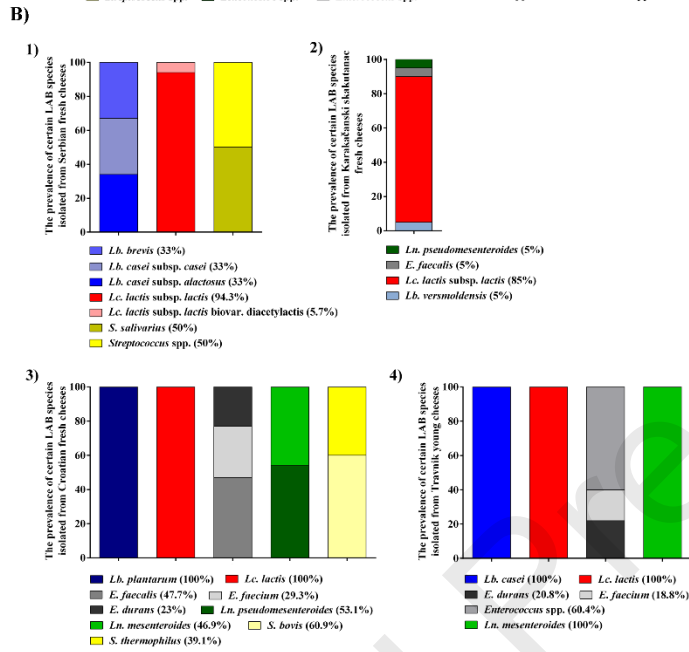 B)
1)
The prevalence of certain LAB species
isolated from Serbian fresh cheeses
100
80
60
40
20
0
Lb. brevis (33%)
Lb. casei subsp. casei (33%)
Lb. casei subsp. alactosus (33%)
Lc. lactis subsp. lactis (94.3%)
Lc. lactis subsp. lactis biovar. diacetylactis (5.7%)
S. salivarius (50%)
Streptococcus spp. (50%)
2)
The prevalence of certain LAB species
isolated from Karakačanski skakutanac
fresh cheeses
100
80
60
40
20
0
Ln. pseudomesenteroides (5%)
E. faecalis (5%)
Lc. lactis subsp. lactis (85%)
Lb. versmoldensis (5%)
3)
The prevalence of certain LAB species
isolated from Croatian fresh cheeses
100
80
60
40
20
0
Lb. plantarum (100%) Lc. lactis (100%)
E. faecalis (47.7%) E. faecium (29.3%)
E. durans (23%) Ln. pseudomesenteroides (53.1%)
Ln. mesenteroides (46.9%) S. bovis (60.9%)
S. thermophilus (39.1%)
4)
The prevalence of certain LAB species
isolated from Travnik young cheeses
100
80
60
40
20
0
Lb. casei (100%) Lc. lactis (100%)
E. durans (20.8%) E. faecium (18.8%)
Enterococcus spp. (60.4%)
Ln. mesenteroides (100%)